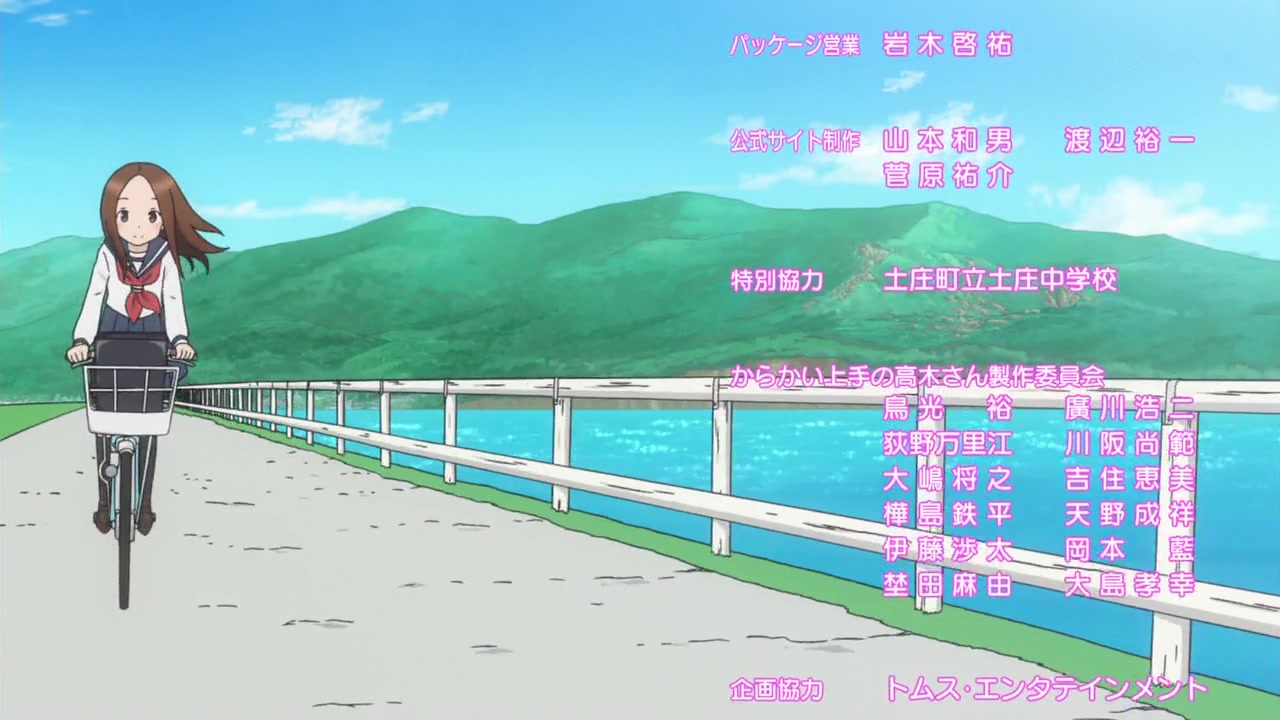 パッケージ営業 岩木啓祐
公式サイト制作 山本和男 渡辺裕一
菅原祐介
特別協力 土庄町立土庄中学校
からかい上手の高木さん製作委員会
鳥光 裕 廣川浩二
荻野万里江 川阪尚範
大嶋将之 吉住恵美
樺島鉄平 天野成祥
伊藤渉太 岡本 藍
埜田麻由 大島孝幸
企画協力 トムス・エンタテインメント